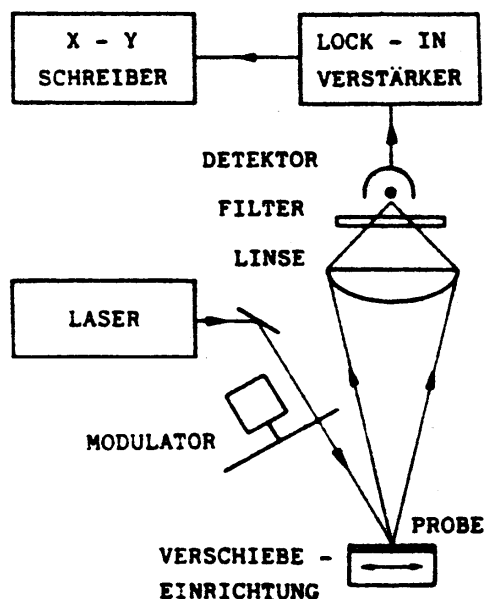 X - Y
SCHREIBER
LOCK - IN
VERSTÄRKER
DETEKTOR
FILTER
LINSE
LASER
MODULATOR
PROBE
VERSCHIEBE -
EINRICHTUNG